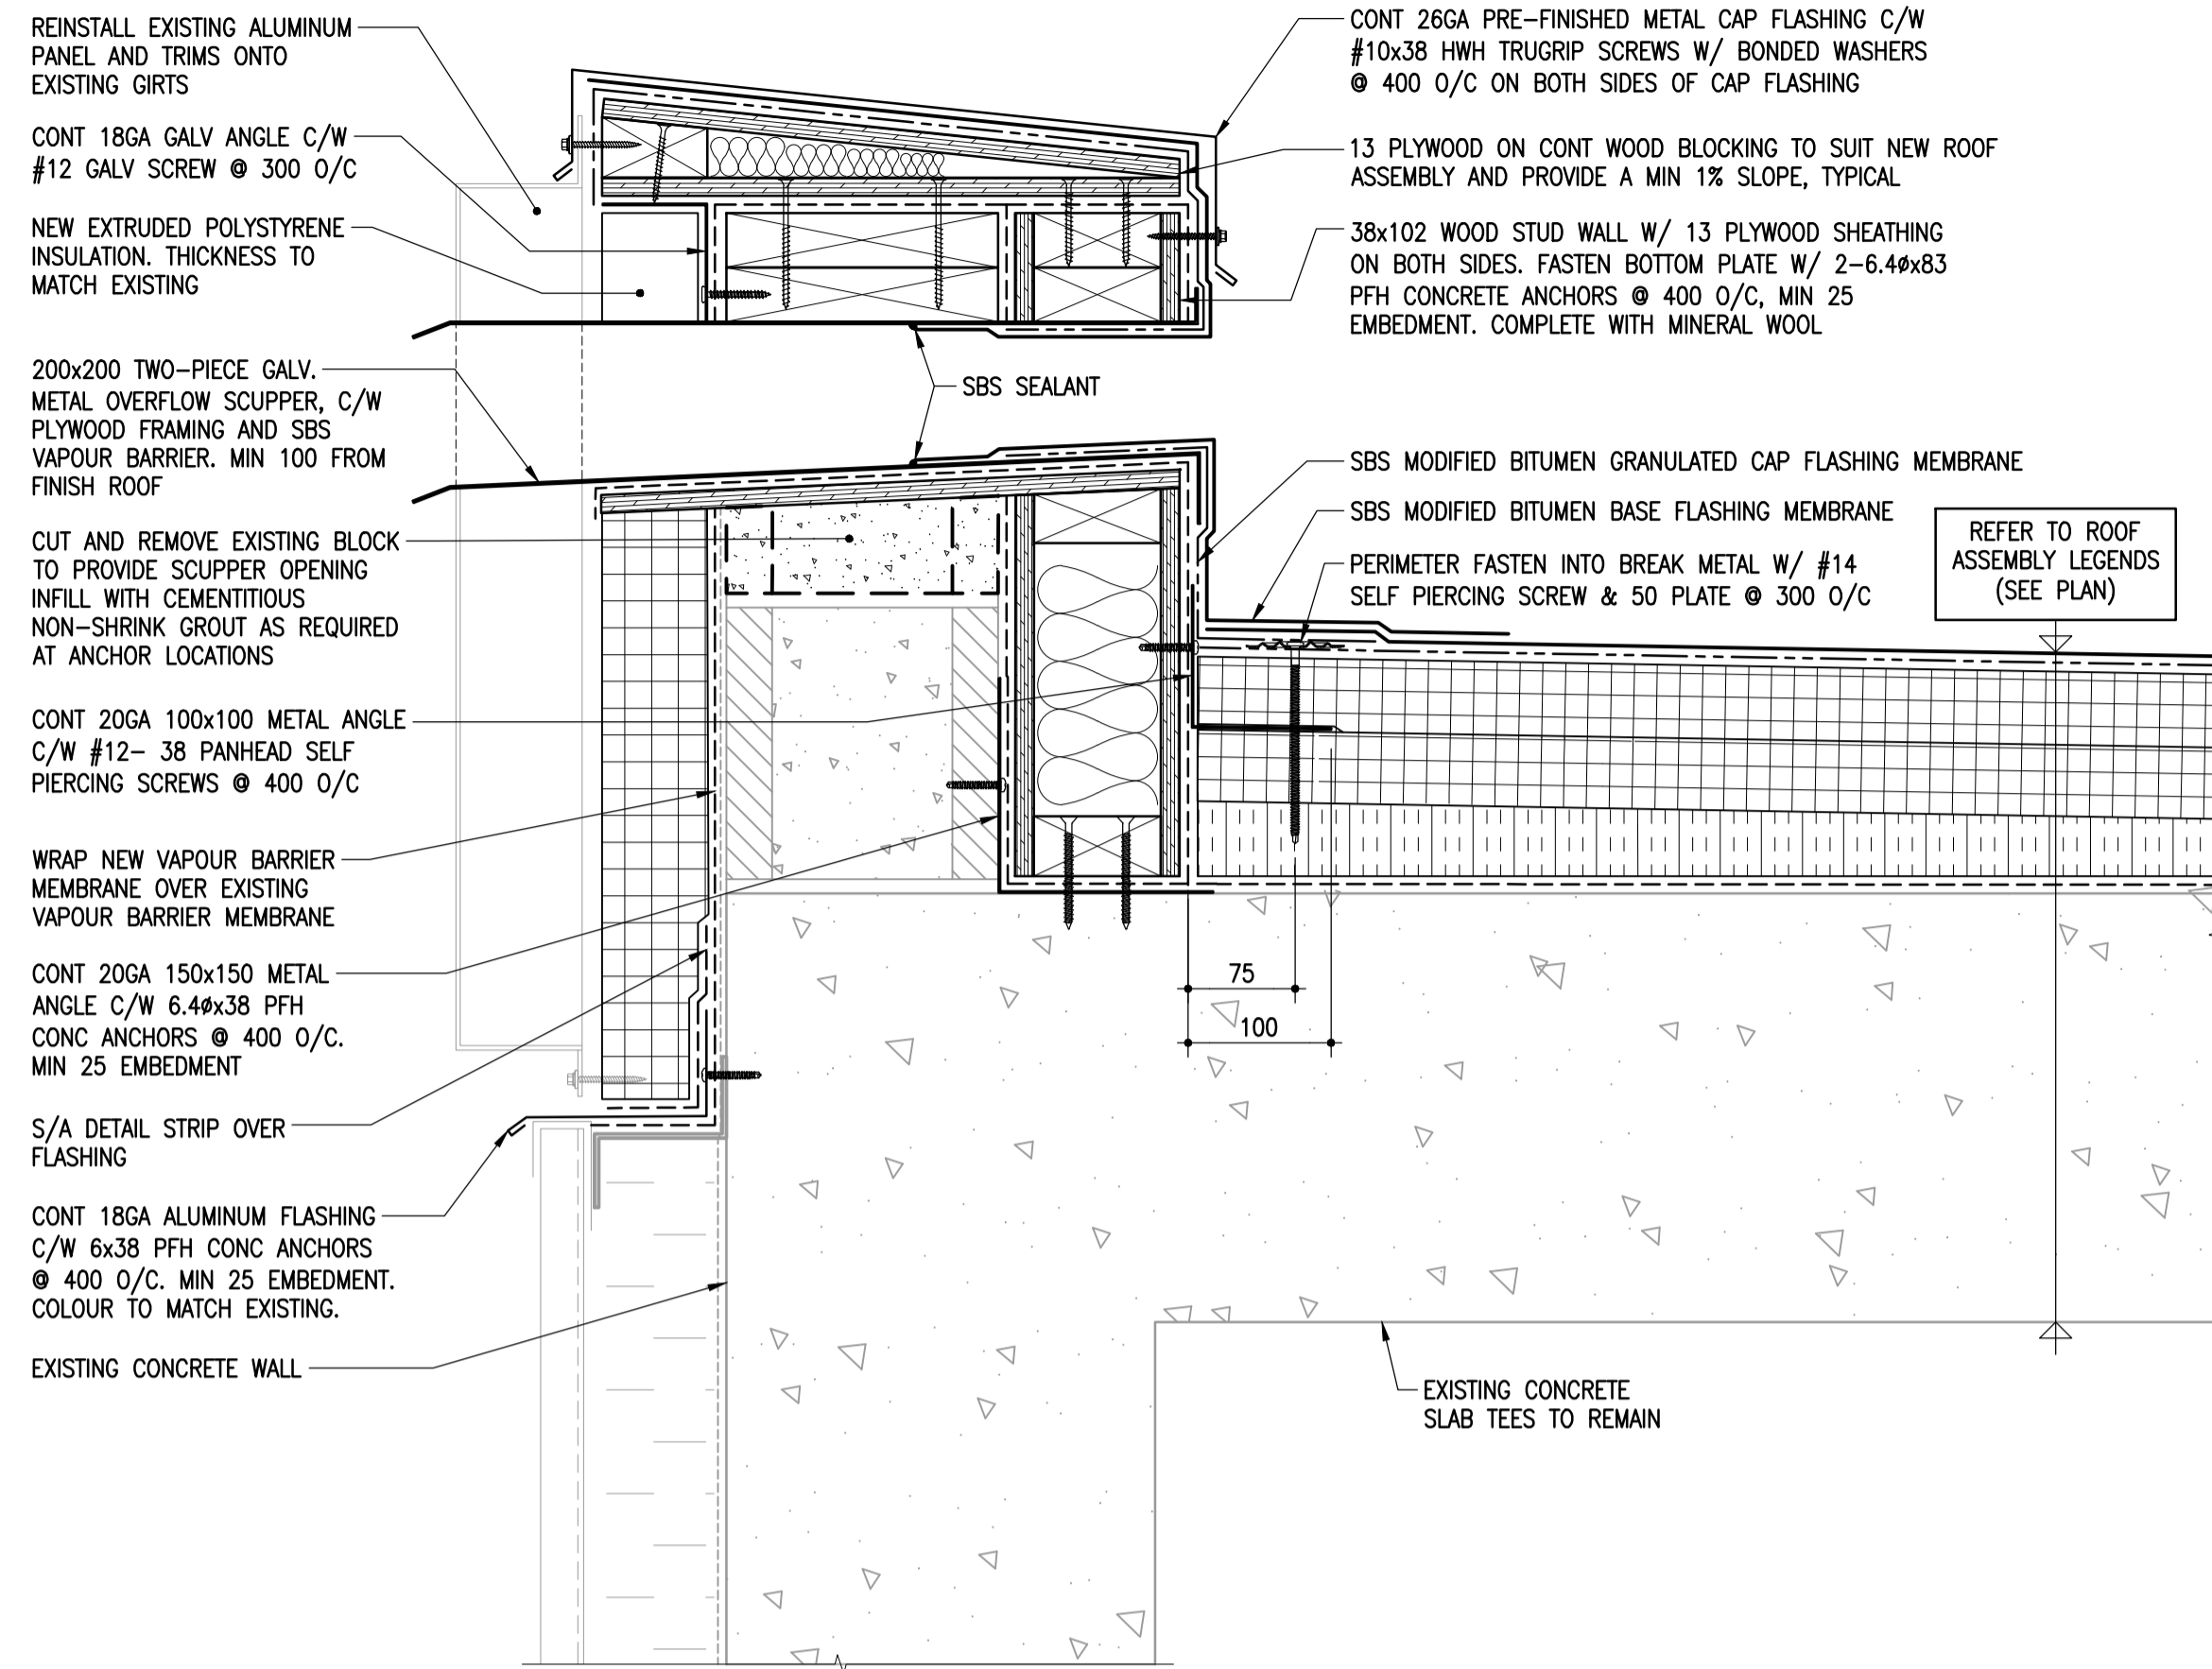 REINSTALL EXISTING ALUMINUM
PANEL AND TRIMS ONTO
EXISTING GIRTS
CONT 18GA GALV ANGLE C/W
#12 GALV SCREW @ 300 O/C
NEW EXTRUDED POLYSTYRENE
INSULATION. THICKNESS TO
MATCH EXISTING
200x200 TWO-PIECE GALV.
METAL OVERFLOW SCUPPER, C/W
PLYWOOD FRAMING AND SBS
VAPOUR BARRIER. MIN 100 FROM
FINISH ROOF
CUT AND REMOVE EXISTING BLOCK
TO PROVIDE SCUPPER OPENING
INFILL WITH CEMENTITIOUS
NON-SHRINK GROUT AS REQUIRED
AT ANCHOR LOCATIONS
CONT 20GA 100x100 METAL ANGLE
C/W #12- 38 PANHEAD SELF
PIERCING SCREWS @ 400 O/C
WRAP NEW VAPOUR BARRIER
MEMBRANE OVER EXISTING
VAPOUR BARRIER MEMBRANE
CONT 20GA 150x150 METAL
ANGLE C/W 6.4øx38 PFH
CONC ANCHORS @ 400 O/C.
MIN 25 EMBEDMENT
S/A DETAIL STRIP OVER
FLASHING
CONT 18GA ALUMINUM FLASHING
C/W 6x38 PFH CONC ANCHORS
@ 400 O/C. MIN 25 EMBEDMENT.
COLOUR TO MATCH EXISTING.
EXISTING CONCRETE WALL
CONT 26GA PRE-FINISHED METAL CAP FLASHING C/W
#10x38 HWH TRUGRIP SCREWS W/ BONDED WASHERS
@ 400 O/C ON BOTH SIDES OF CAP FLASHING
13 PLYWOOD ON CONT WOOD BLOCKING TO SUIT NEW ROOF
ASSEMBLY AND PROVIDE A MIN 1% SLOPE, TYPICAL
38x102 WOOD STUD WALL W/ 13 PLYWOOD SHEATHING
ON BOTH SIDES. FASTEN BOTTOM PLATE W/ 2-6.4øx83
PFH CONCRETE ANCHORS @ 400 O/C, MIN 25
EMBEDMENT. COMPLETE WITH MINERAL WOOL
SBS SEALANT
SBS MODIFIED BITUMEN GRANULATED CAP FLASHING MEMBRANE
SBS MODIFIED BITUMEN BASE FLASHING MEMBRANE
PERIMETER FASTEN INTO BREAK METAL W/ #14
SELF PIERCING SCREW & 50 PLATE @ 300 O/C
REFER TO ROOF
ASSEMBLY LEGENDS
(SEE PLAN)
75
100
EXISTING CONCRETE
SLAB TEES TO REMAIN